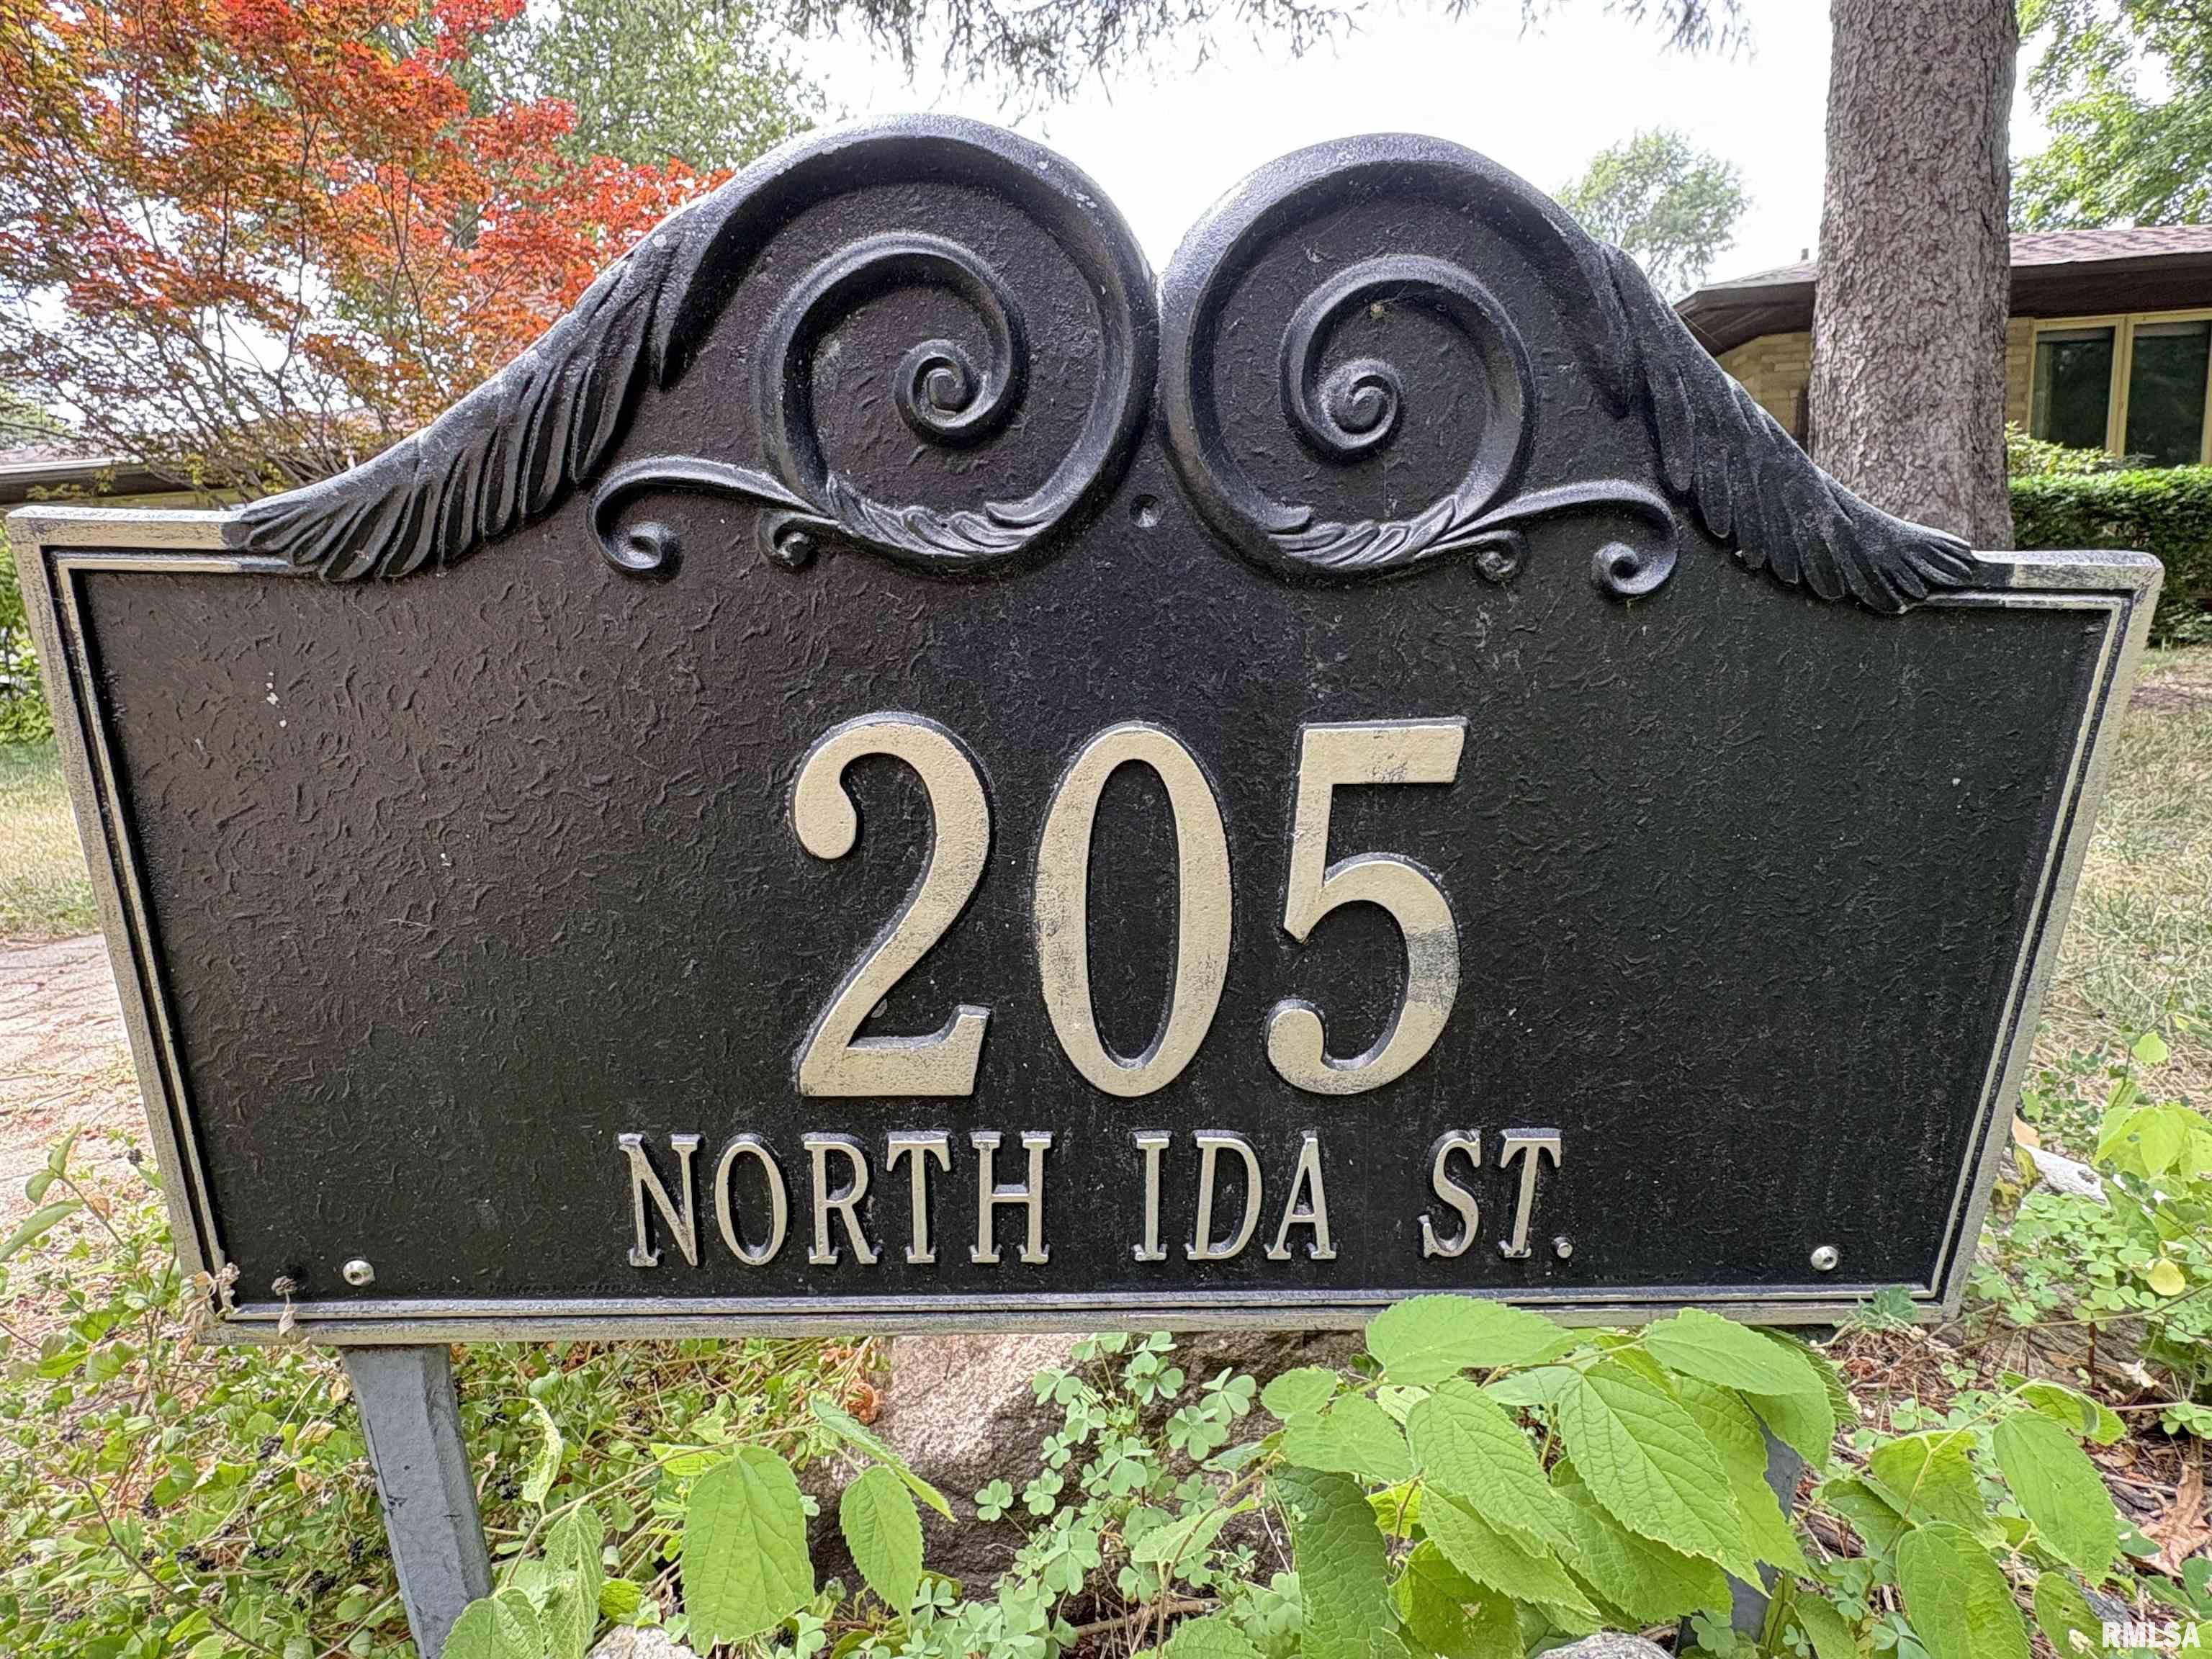 205
NORTH IDA ST.
RMLSA